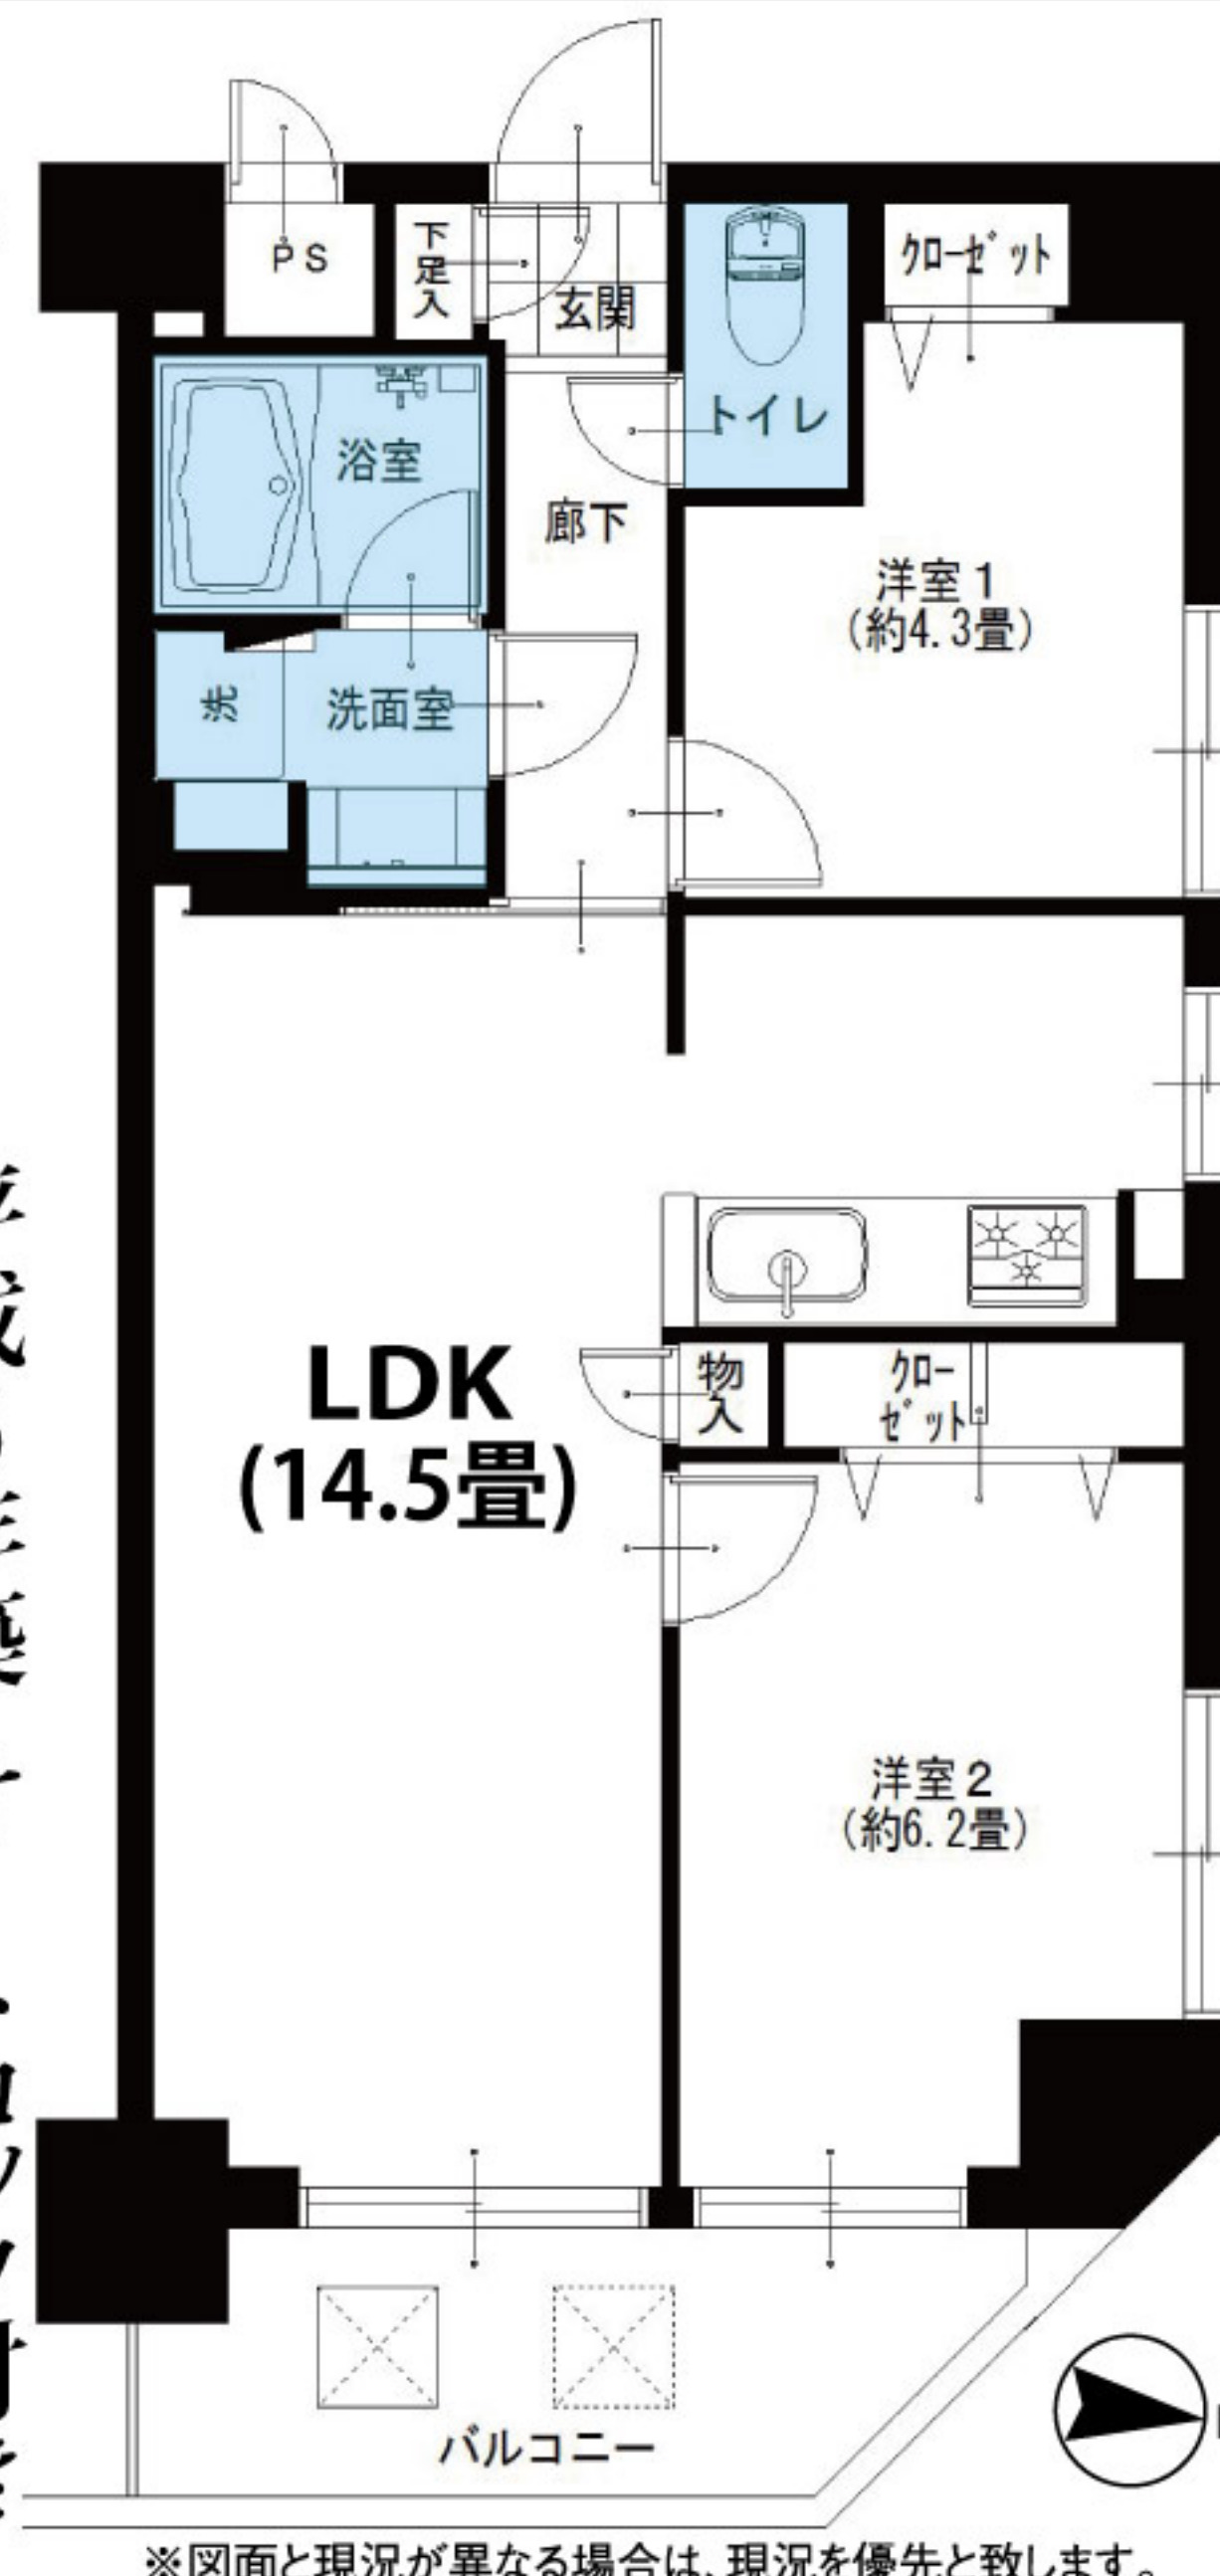 PS
下足入
玄関
クローゼット
トイレ
浴室
廊下
洋室1
(約4.3畳)
洗
洗面室
LDK
(14.5畳)
物入
クロー
ゼット
洋室2
(約6.2畳)
バルコニー
※図面と現況が異なる場合は、現況を優先と致します。